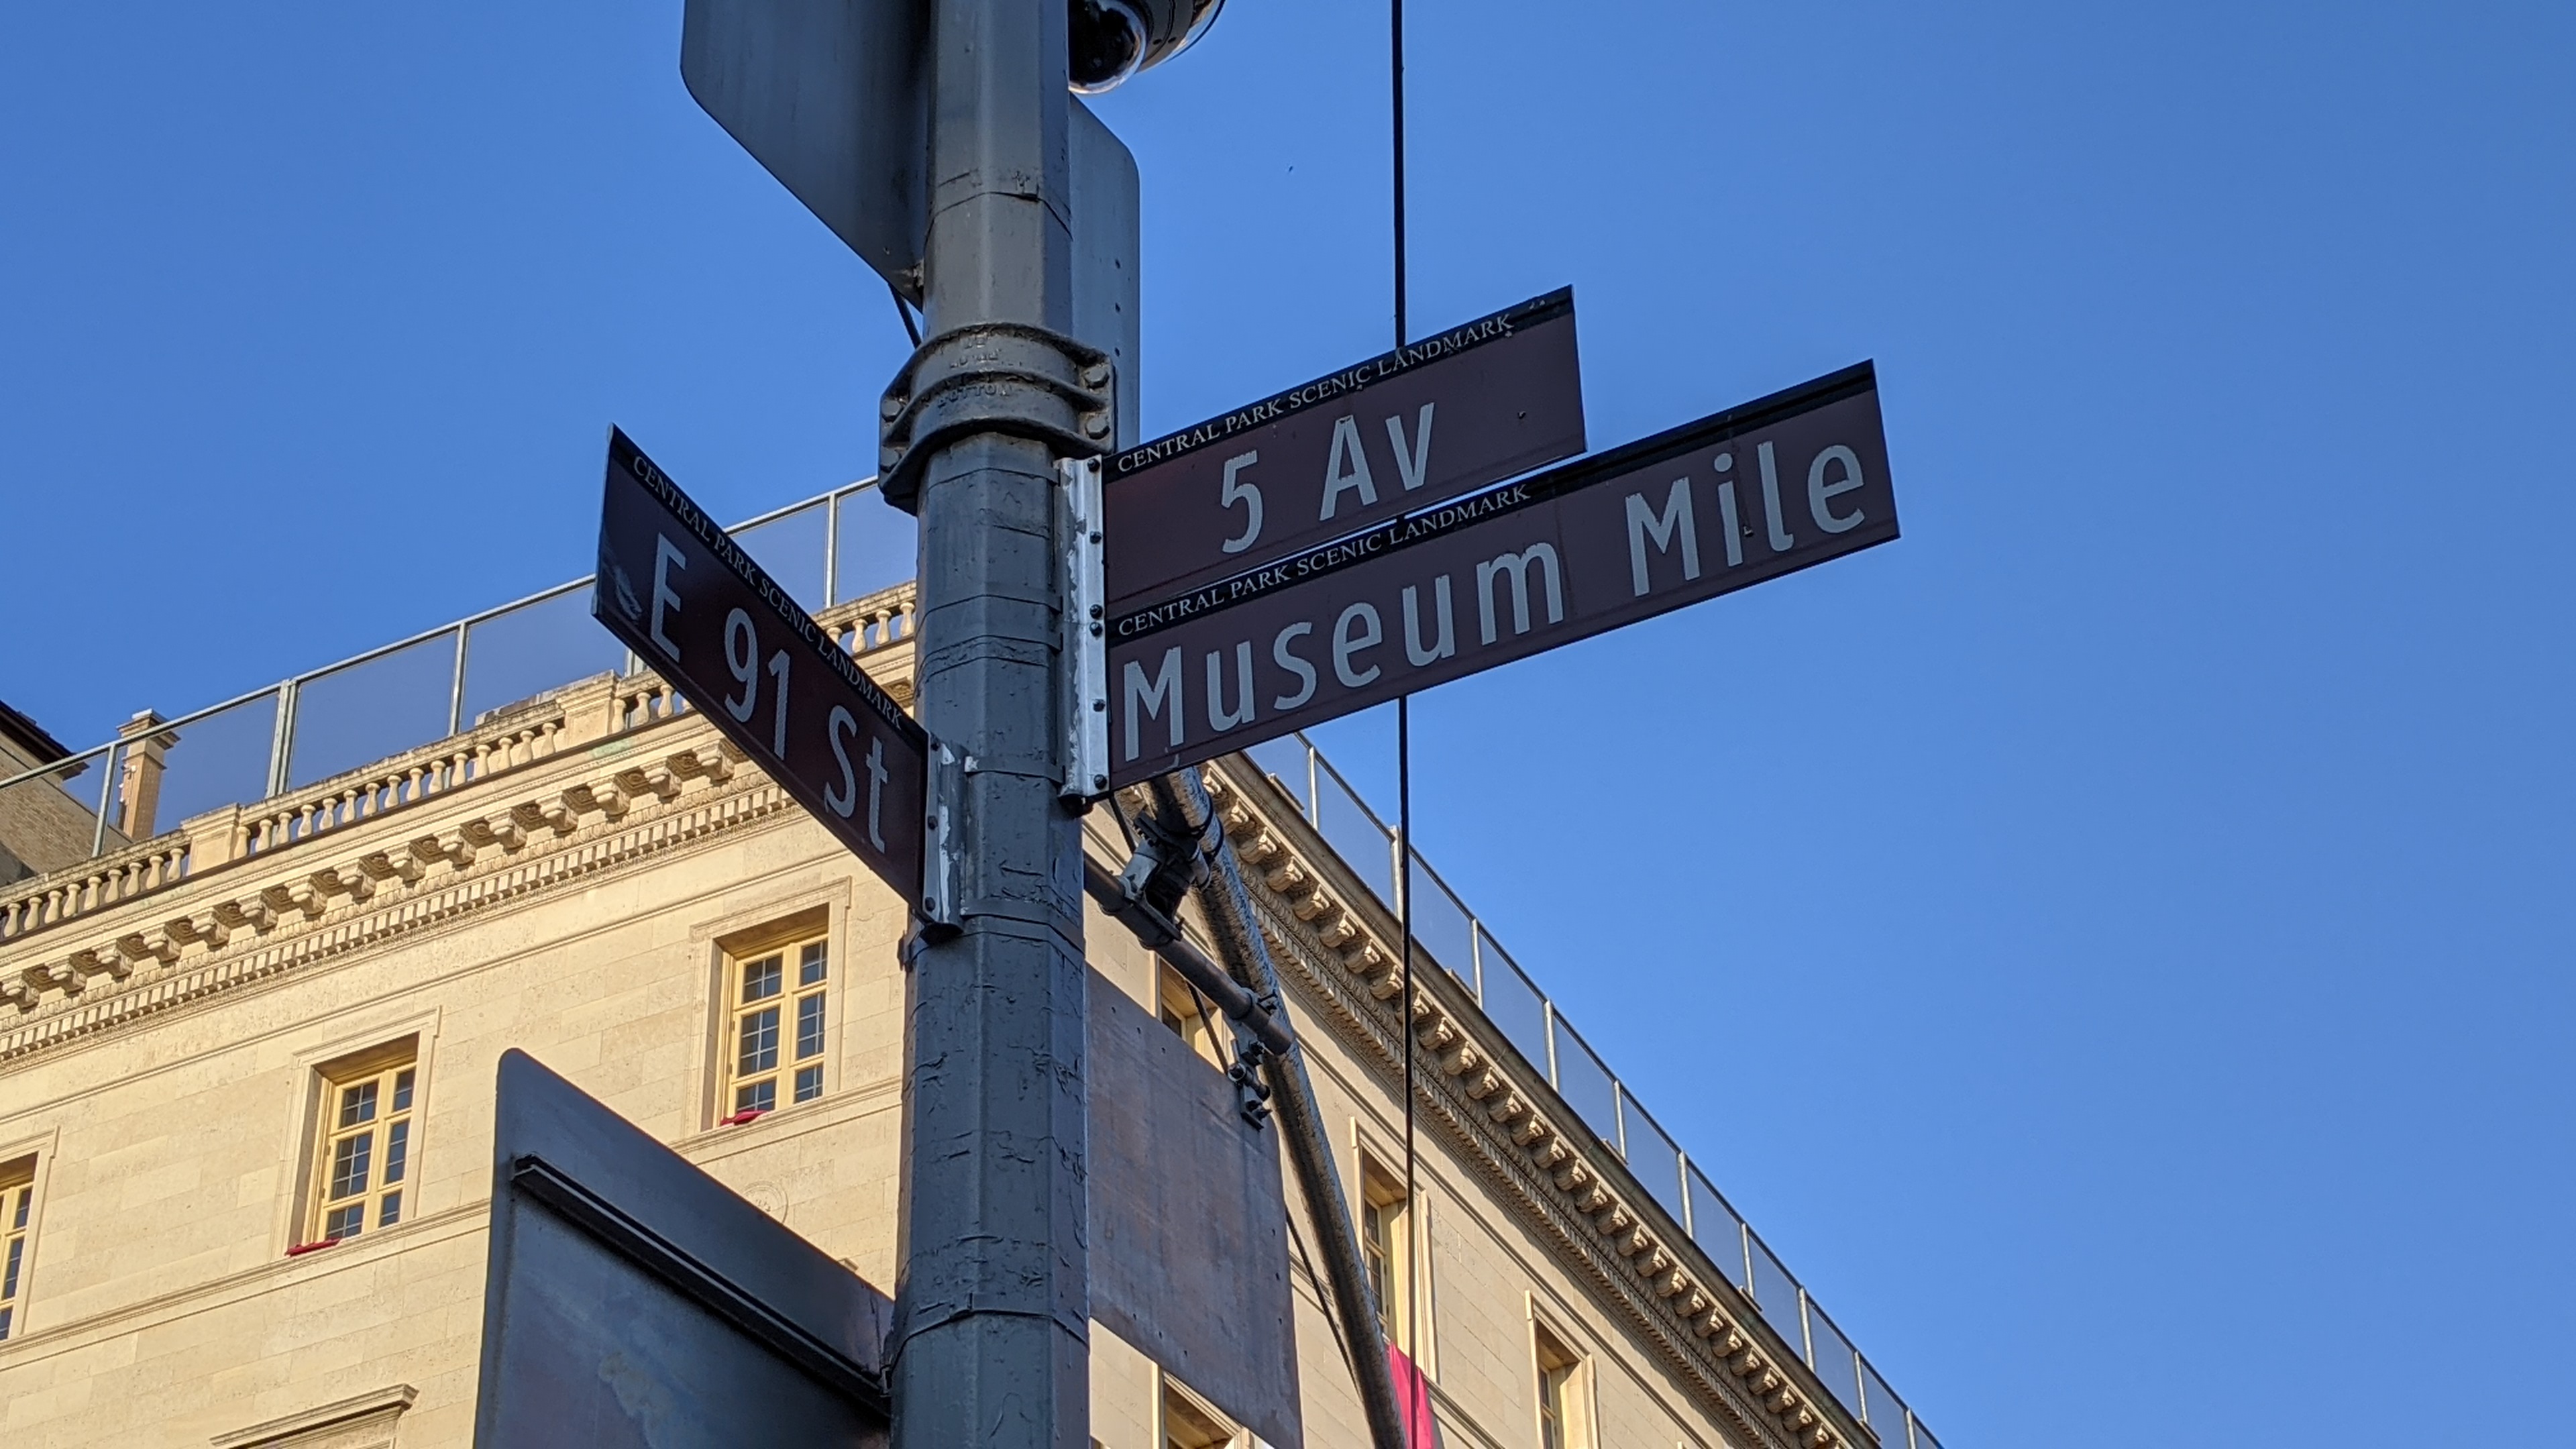 CENTRAL PARK SCENIC LANDMARK
E 91 St
CENTRAL PARK SCENIC LANDMARK
5 Av
CENTRAL PARK SCENIC LANDMARK
Museum Mile